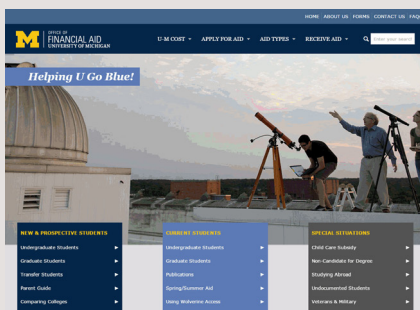 HOME ABOUT US FORMS CONTACT US FAQ
OFFICE OF
FINANCIAL AID
UNIVERSITY OF MICHIGAN
U-M COST APPLY FOR AID AID TYPES RECEIVE AID Enter your search
Helping U Go Blue!
NEW & PROSPECTIVE STUDENTS
Undergraduate Students
Graduate Students
Transfer Students
Parent Guide
Comparing Colleges
CURRENT STUDENTS
Undergraduate Students
Graduate Students
Publications
Spring/Summer Aid
Using Wolverine Access
SPECIAL SITUATIONS
Child Care Subsidy
Non-Candidate for Degree
Studying Abroad
Undocumented Students
Veterans & Military